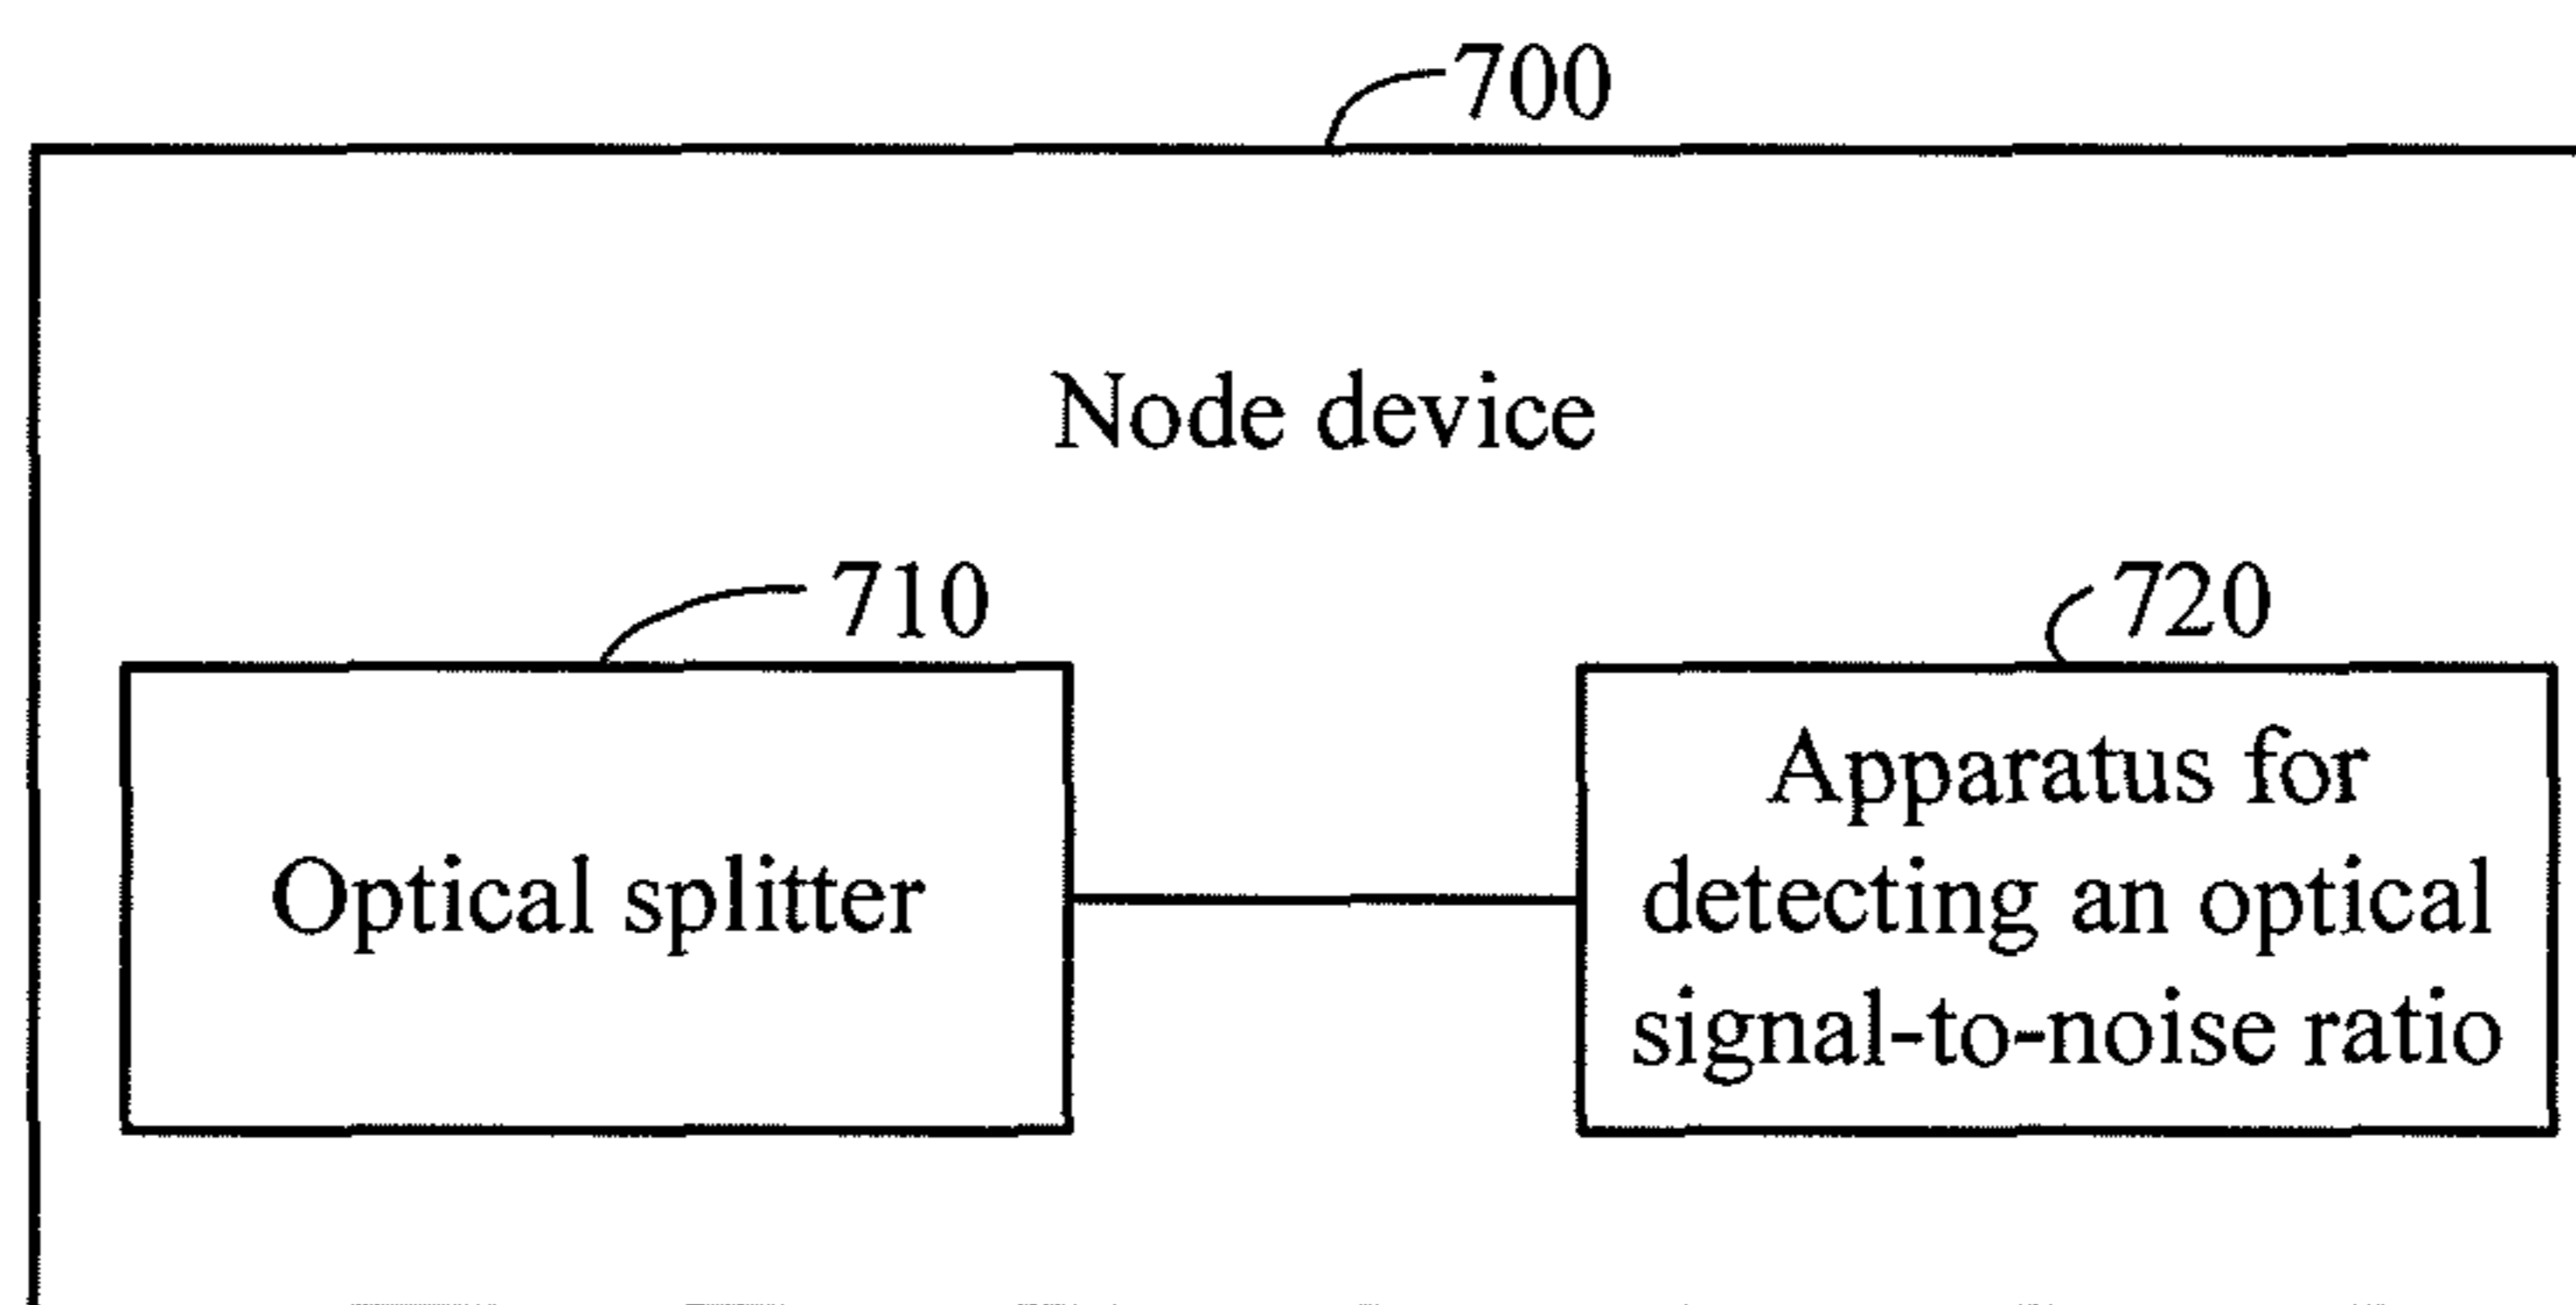 700
Node device
710
720
Optical splitter
Apparatus for
detecting an optical
signal-to-noise ratio